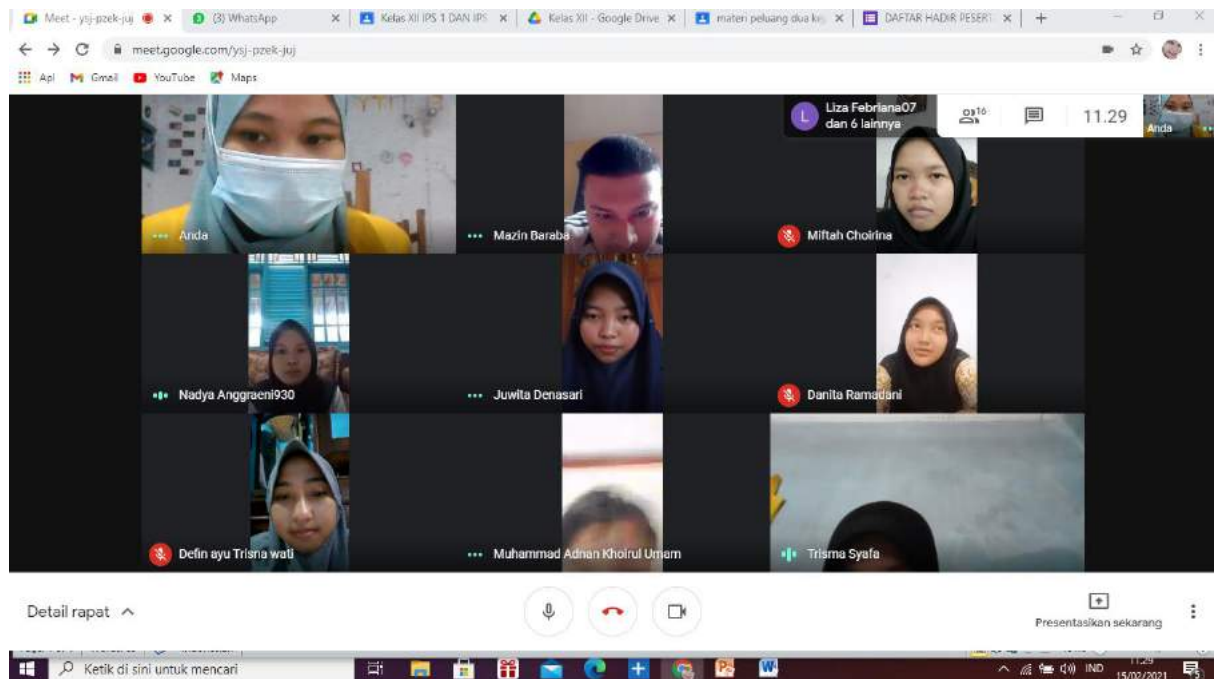 Meet - ysj-pzek-juj
(3) WhatsApp
Kelas XII IPS 1 DAN IPS
Kelas XII - Google Drive
materi peluang dua kej
DAFTAR HADIR PESERT
meet.google.com/ysj-pzek-juj
Apl
Gmail
YouTube
Maps
L
Liza Febriana07
dan 6 lainnya
16
11.29
Anda
Anda
Mazin Baraba
Miftah Choirina
Nadya Anggraeni930
Juwita Denasari
Danita Ramadani
Defin ayu Trisna wati
Muhammad Adnan Khoirul Umam
Trisma Syafa
Detail rapat
Presentasikan sekarang
Ketik di sini untuk mencari
IND
11.29
15/02/2021